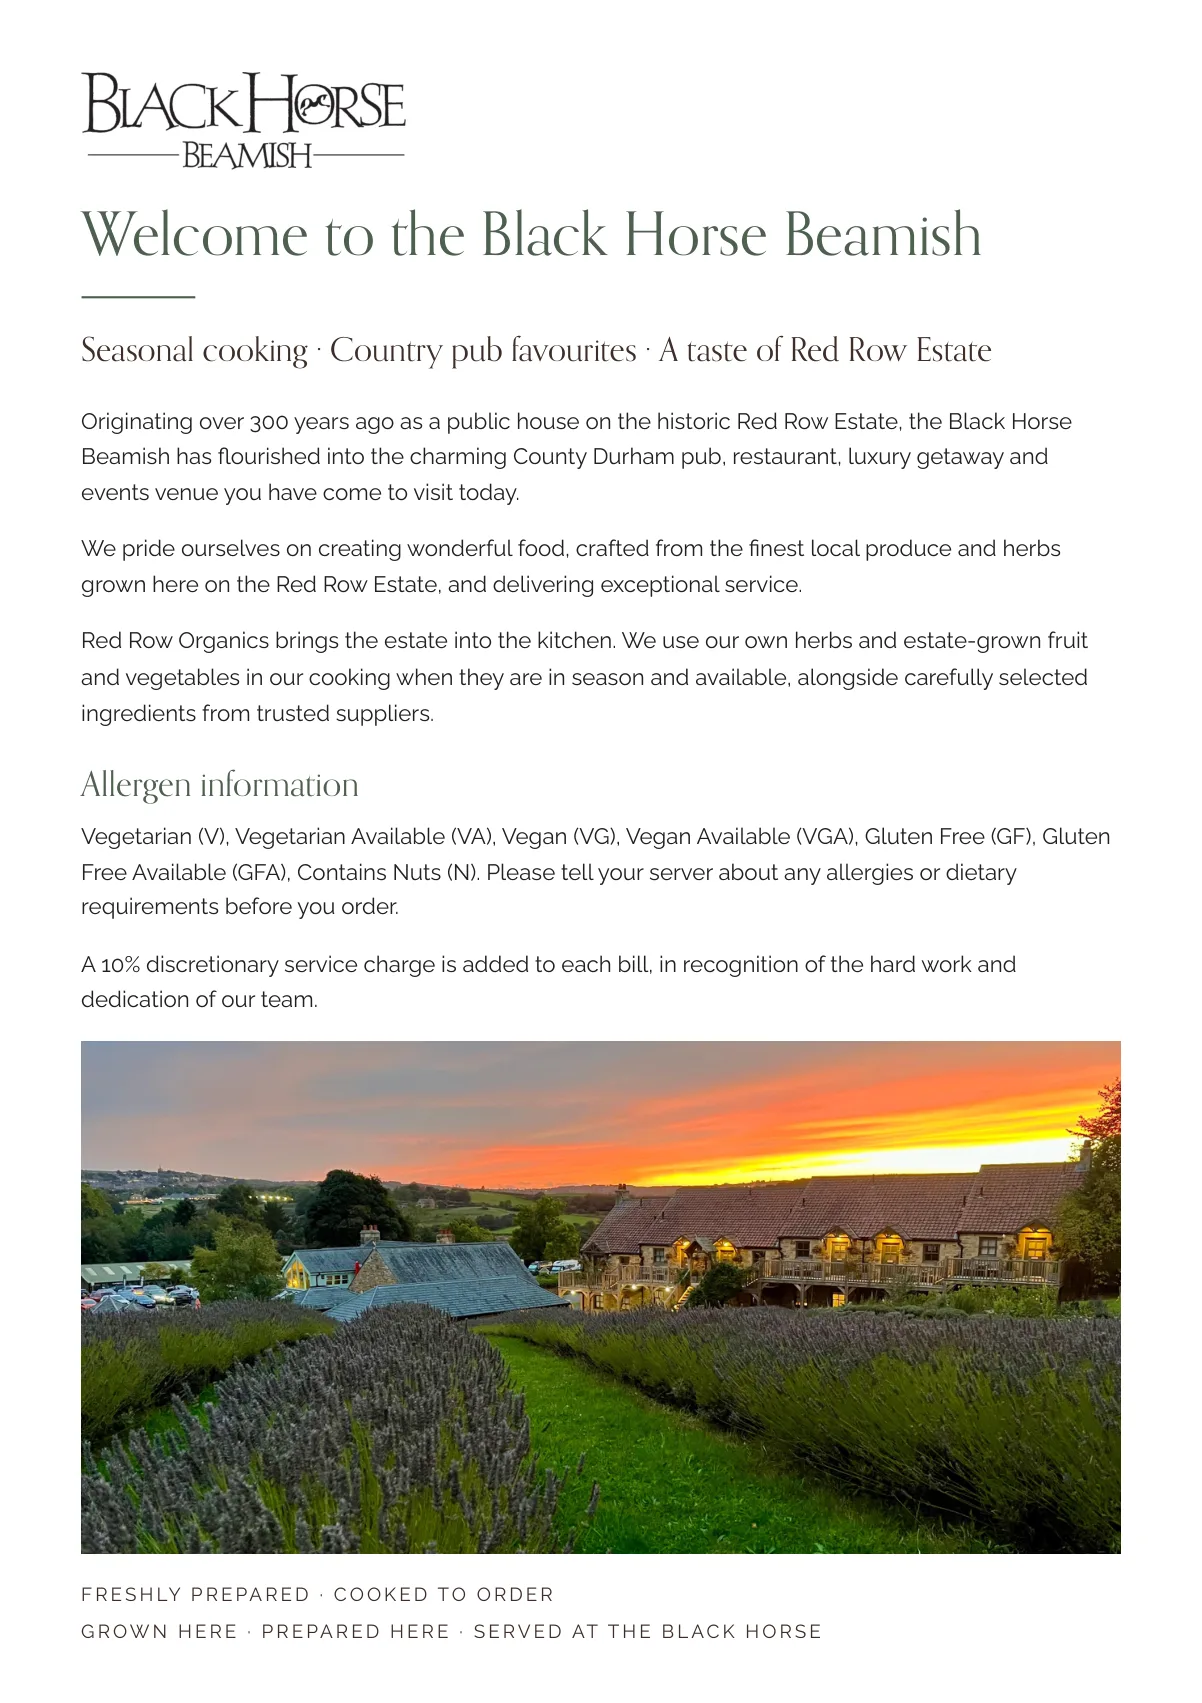 BLACK HORSE
BEAMISH
Welcome to the Black Horse Beamish
Seasonal cooking · Country pub favourites · A taste of Red Row Estate
Originating over 300 years ago as a public house on the historic Red Row Estate, the Black Horse
Beamish has flourished into the charming County Durham pub, restaurant, luxury getaway and
events venue you have come to visit today.
We pride ourselves on creating wonderful food, crafted from the finest local produce and herbs
grown here on the Red Row Estate, and delivering exceptional service.
Red Row Organics brings the estate into the kitchen. We use our own herbs and estate-grown fruit
and vegetables in our cooking when they are in season and available, alongside carefully selected
ingredients from trusted suppliers.
Allergen information
Vegetarian (V), Vegetarian Available (VA), Vegan (VG), Vegan Available (VGA), Gluten Free (GF), Gluten
Free Available (GFA), Contains Nuts (N). Please tell your server about any allergies or dietary
requirements before you order.
A 10% discretionary service charge is added to each bill, in recognition of the hard work and
dedication of our team.
FRESHLY PREPARED · COOKED TO ORDER
GROWN HERE · PREPARED HERE · SERVED AT THE BLACK HORSE